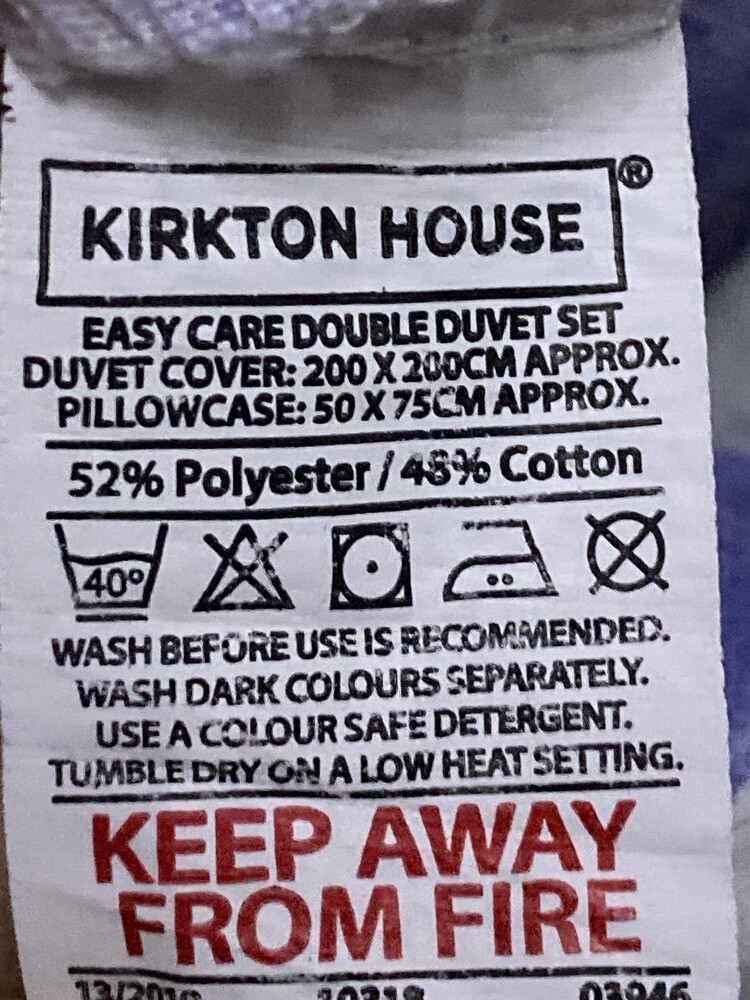 KIRKTON HOUSE®
EASY CARE DOUBLE DUVET SET
DUVET COVER: 200 X 200CM APPROX.
PILLOWCASE: 50 X 75CM APPROX.
52% Polyester / 48% Cotton
40°
WASH BEFORE USE IS RECOMMENDED.
WASH DARK COLOURS SEPARATELY.
USE A COLOUR SAFE DETERGENT.
TUMBLE DRY ON A LOW HEAT SETTING.
KEEP AWAY
FROM FIRE